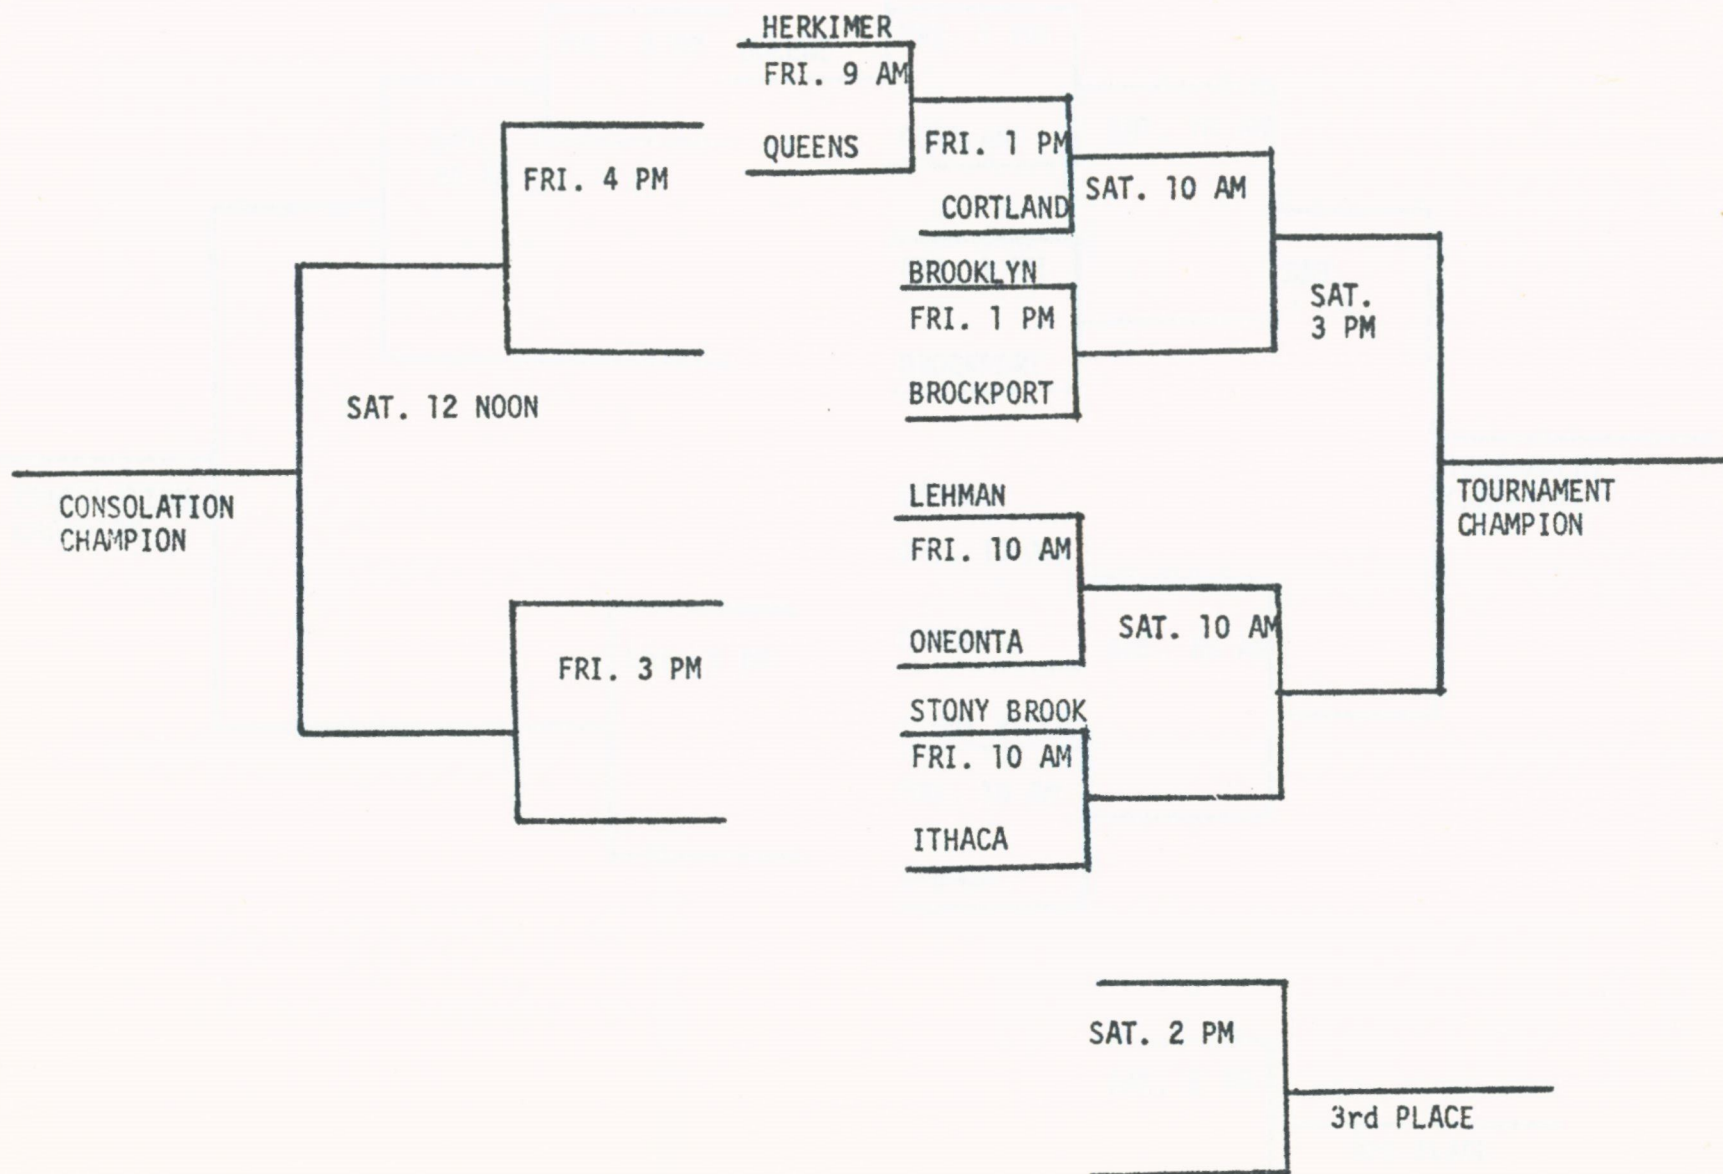 HERKIMER
FRI. 9 AM
QUEENS
FRI. 1 PM
CORTLAND
SAT. 10 AM
BROOKLYN
FRI. 1 PM
BROCKPORT
SAT.
3 PM
FRI. 4 PM
SAT. 12 NOON
CONSOLATION
CHAMPION
FRI. 3 PM
LEHMAN
FRI. 10 AM
ONEONTA
SAT. 10 AM
STONY BROOK
FRI. 10 AM
ITHACA
TOURNAMENT
CHAMPION
SAT. 2 PM
3rd PLACE